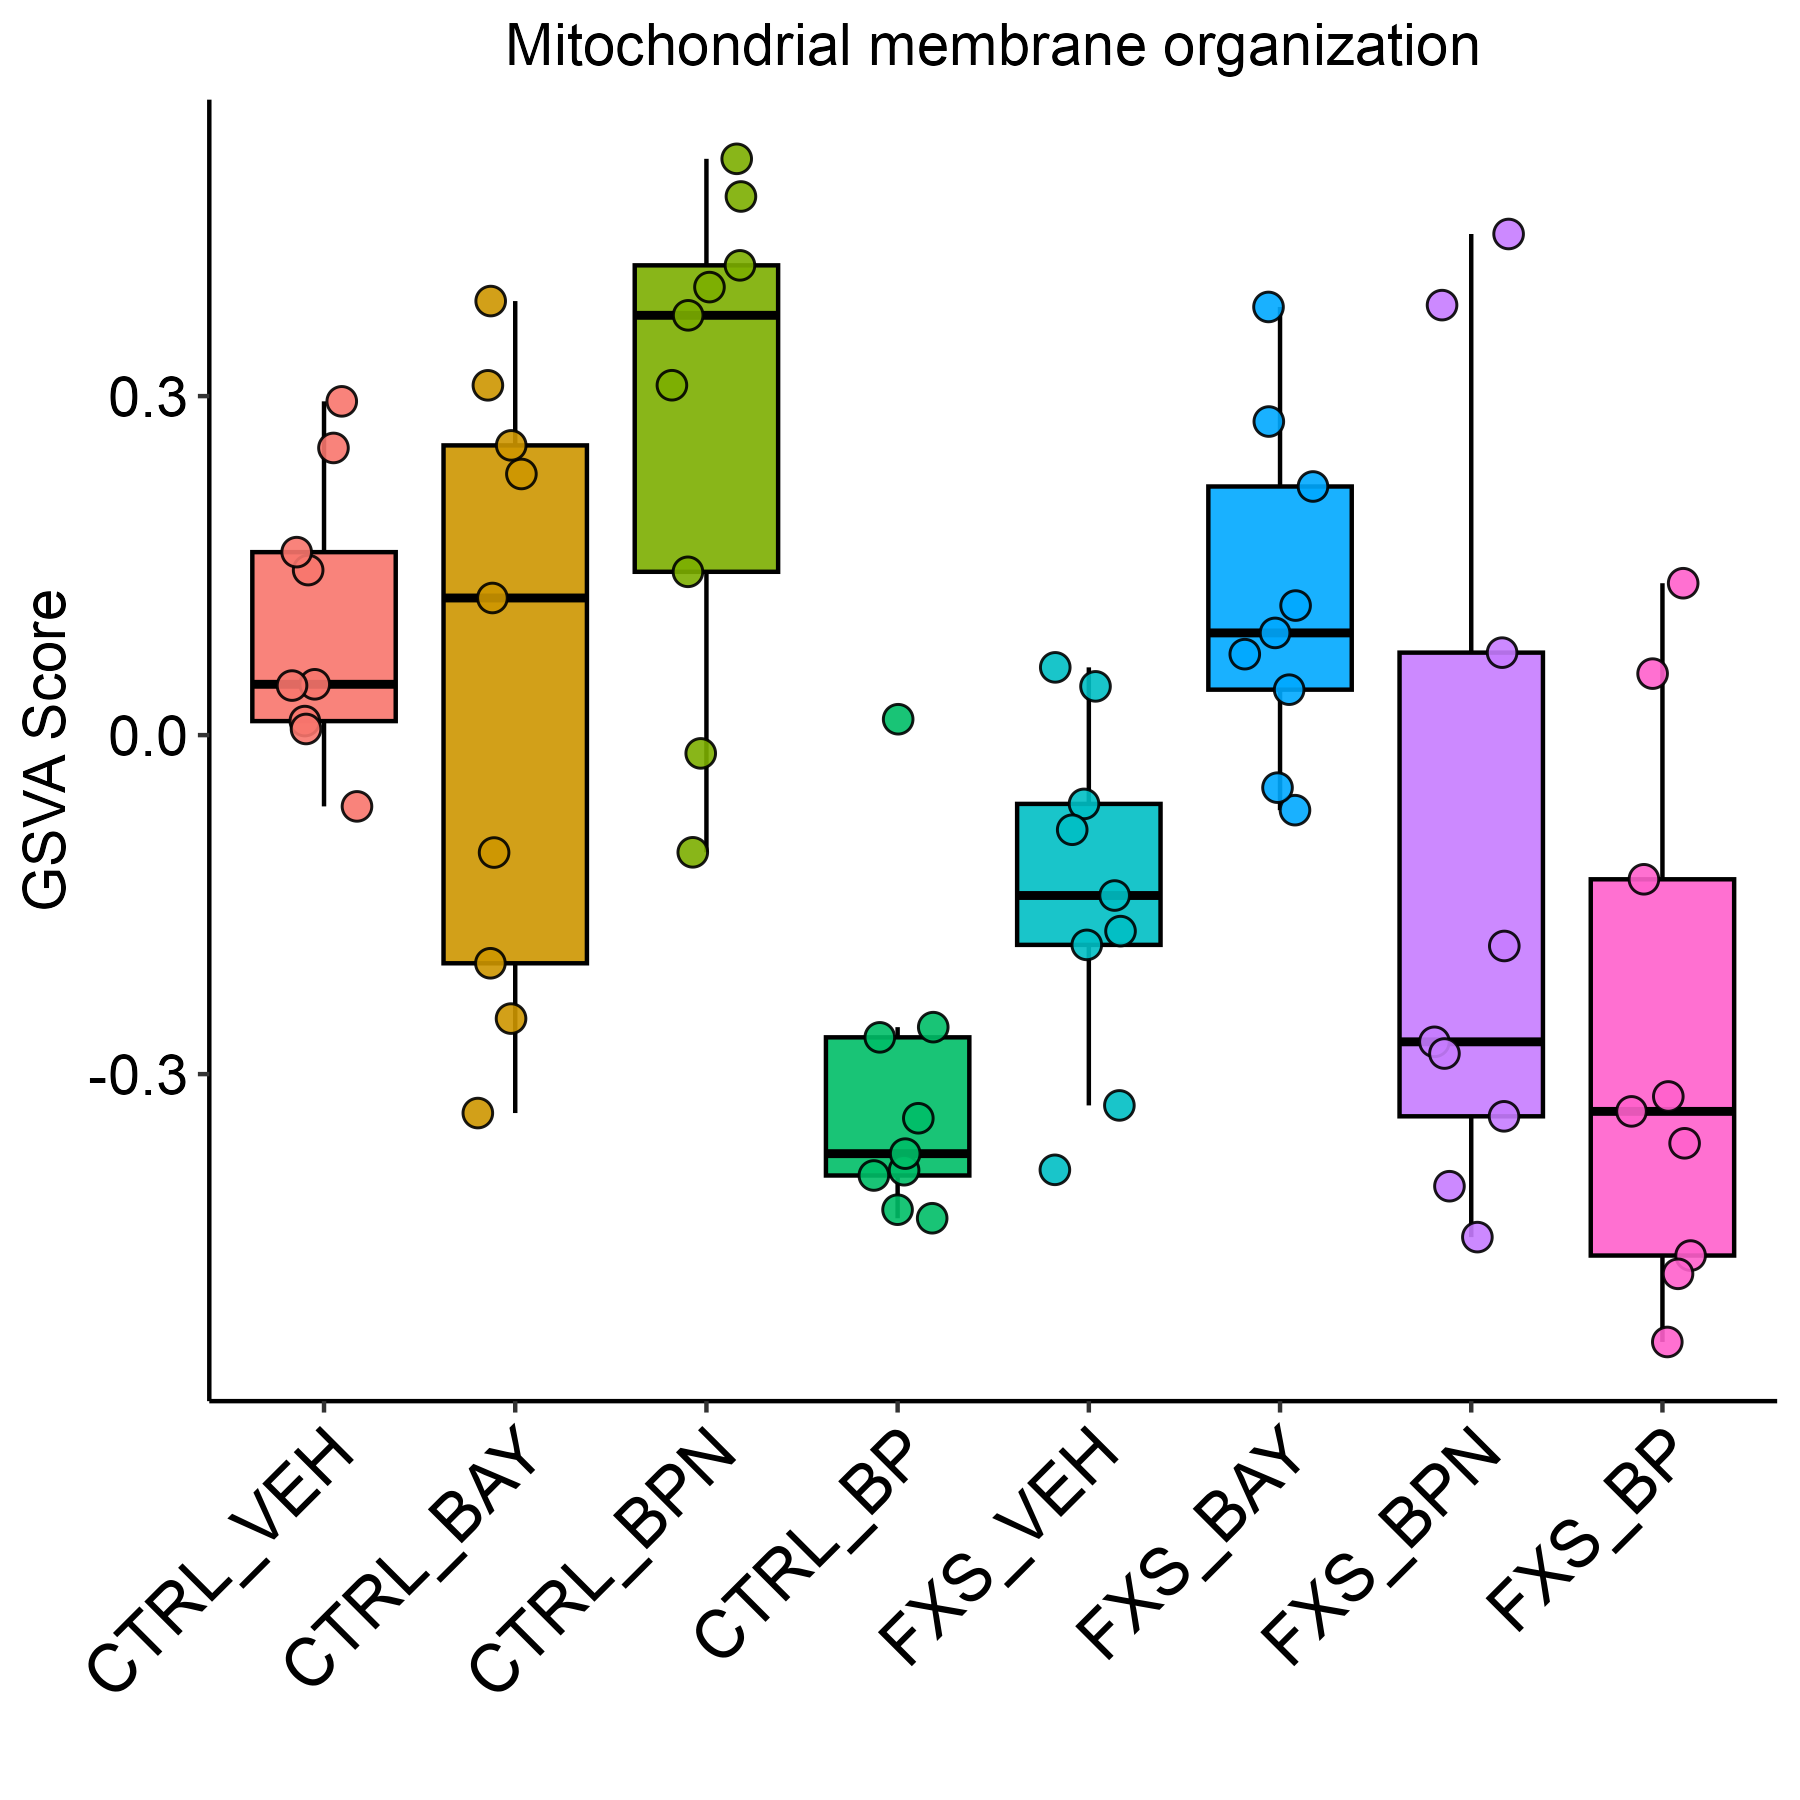 Mitochondrial membrane organization
GSVA Score
0.3
0.0
-0.3
CTRL_VEH
CTRL_BAY
CTRL_BPN
CTRL_BP
FXS_VEH
FXS_BAY
FXS_BPN
FXS_BP